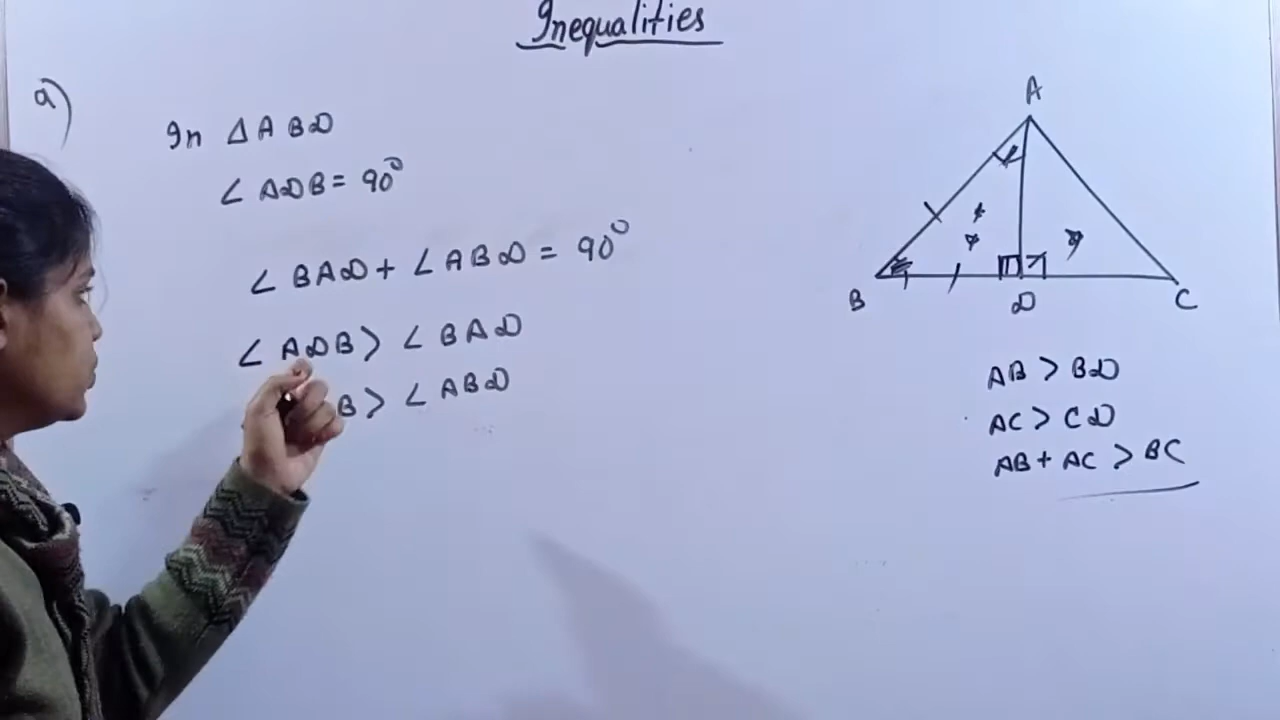 Inequalities
a)
In △ABD
∠ADB = 90°
∠BAD + ∠ABD = 90°
∠ADB > ∠BAD
B > ∠ABD
A
B
D
C
AB > BD
AC > CD
AB + AC > BC